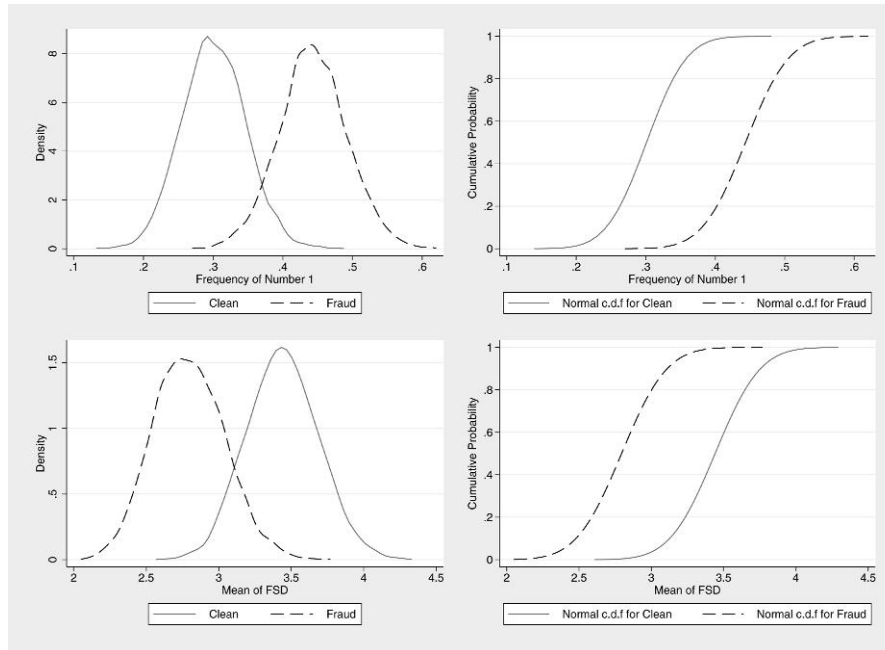 Density
0 2 4 6 8
.1 .2 .3 .4 .5 .6
Frequency of Number 1
Clean Fraud
Cumulative Probability
0 .2 .4 .6 .8 1
.1 .2 .3 .4 .5 .6
Frequency of Number 1
Normal c.d.f for Clean Normal c.d.f for Fraud
Density
0 .5 1 1.5
2 2.5 3 3.5 4 4.5
Mean of FSD
Clean Fraud
Cumulative Probability
0 .2 .4 .6 .8 1
2 2.5 3 3.5 4 4.5
Mean of FSD
Normal c.d.f for Clean Normal c.d.f for Fraud